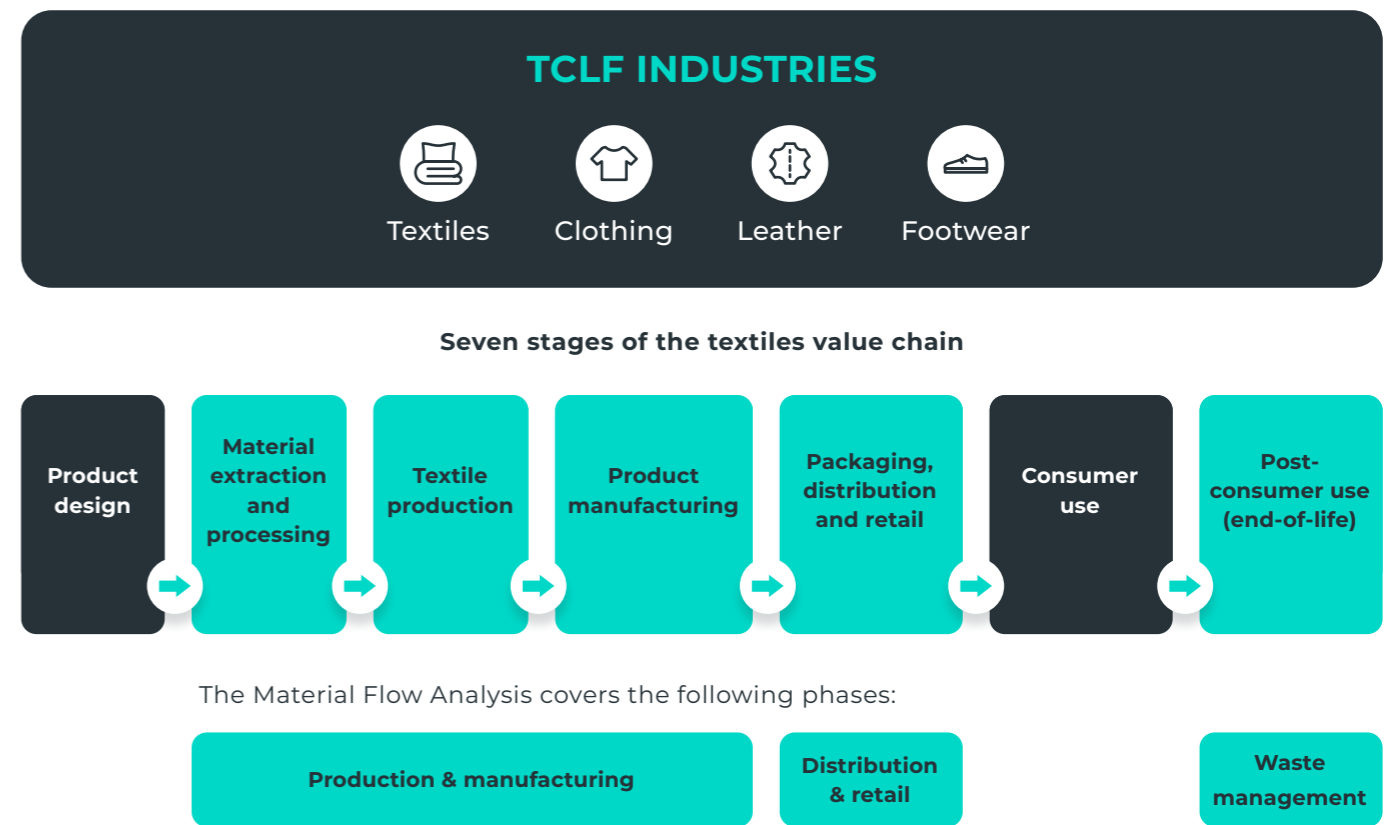 TCLF INDUSTRIES
Textiles
Clothing
Leather
Footwear
Seven stages of the textiles value chain
Product
design
Material
extraction
and
processing
Textile
production
Product
manufacturing
Packaging,
distribution
and retail
Consumer
use
Post-
consumer use
(end-of-life)
The Material Flow Analysis covers the following phases:
Production & manufacturing
Distribution
& retail
Waste
management